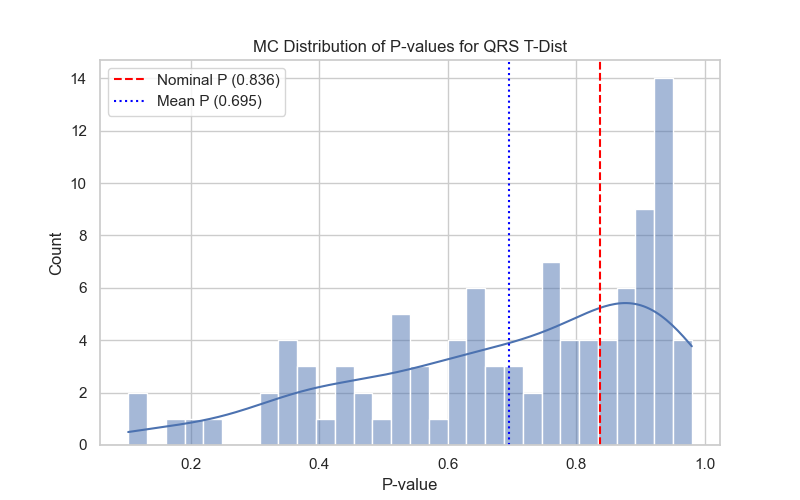 MC Distribution of P-values for QRS T-Dist
Nominal P (0.836)
Mean P (0.695)
Count
14
12
10
8
6
4
2
0
0.2 0.4 0.6 0.8 1.0
P-value